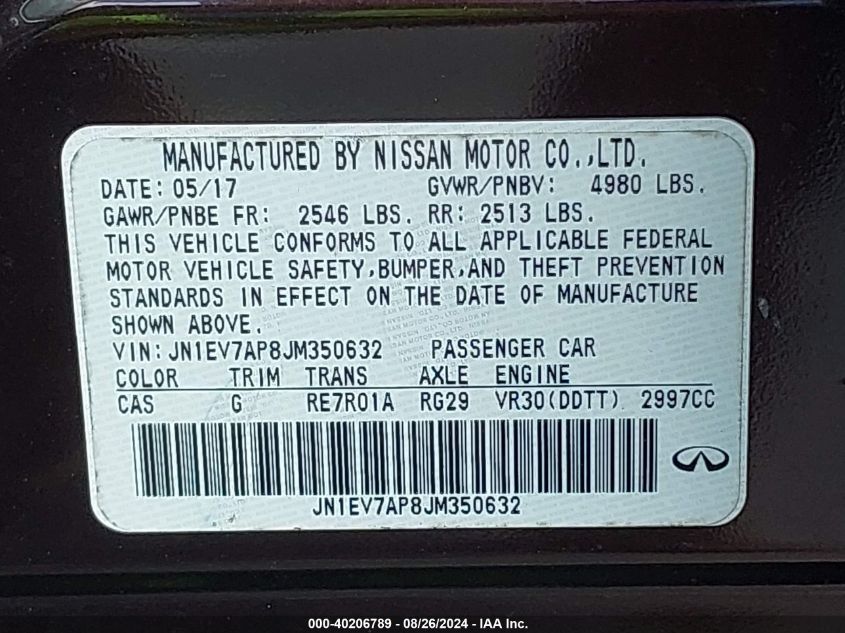 MANUFACTURED BY NISSAN MOTOR CO.,LTD.
DATE: 05/17 GVWR/PNBV: 4980 LBS.
GAWR/PNBE FR: 2546 LBS. RR: 2513 LBS.
THIS VEHICLE CONFORMS TO ALL APPLICABLE FEDERAL
MOTOR VEHICLE SAFETY,BUMPER,AND THEFT PREVENTION
STANDARDS IN EFFECT ON THE DATE OF MANUFACTURE
SHOWN ABOVE.
VIN: JN1EV7AP8JM350632 PASSENGER CAR
COLOR TRIM TRANS AXLE ENGINE
CAS G RE7R01A RG29 VR30(DDTT) 2997CC
JN1EV7AP8JM350632
000-40206789 - 08/26/2024 - IAA Inc.